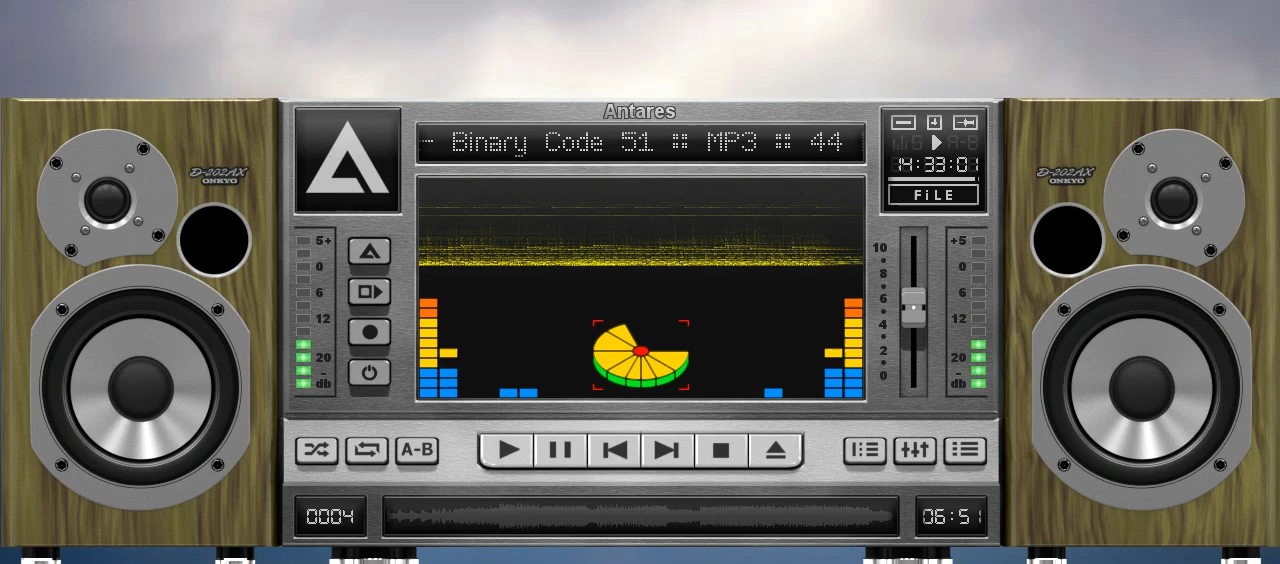 Antares
- Binary Code 51 :: MP3 :: 44
A-B
14:33:01
FiLE
D-202AX
ONKYO
D-202AX
ONKYO
5+
0
6
12
20
-
db
10
8
6
4
2
0
+5
0
6
12
20
-
db
A-B
0004
06:51